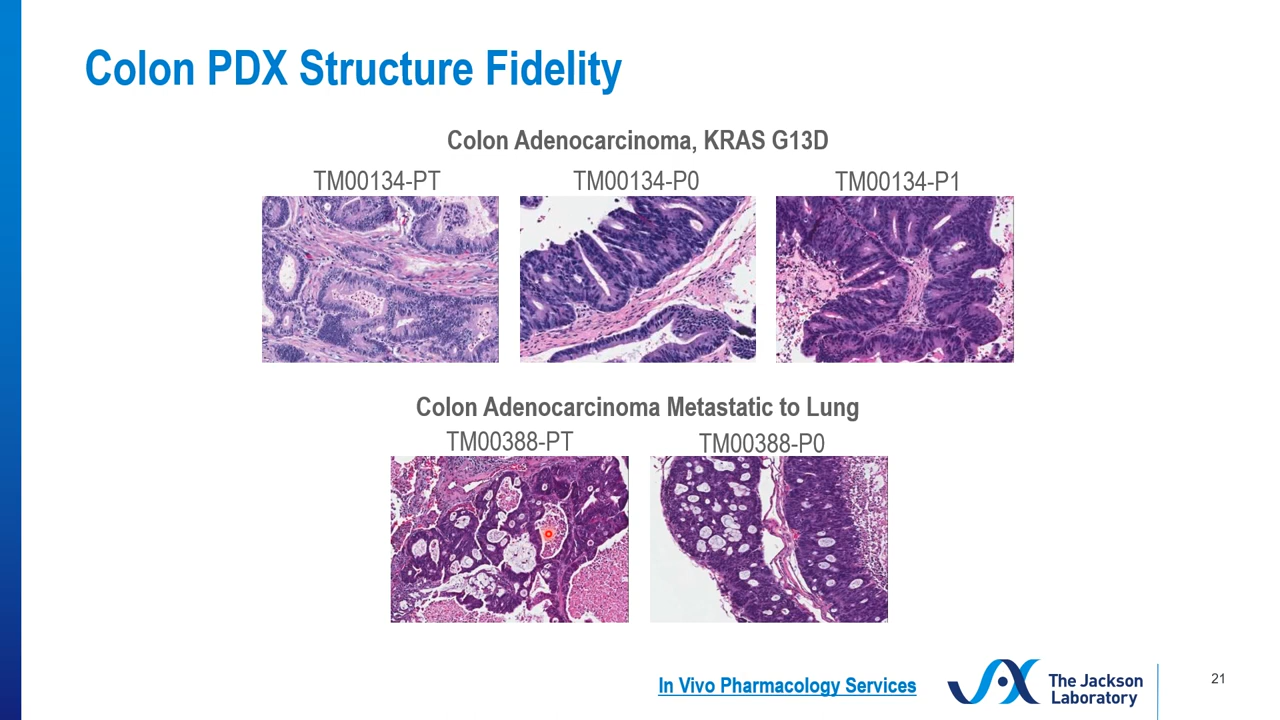 Colon PDX Structure Fidelity
Colon Adenocarcinoma, KRAS G13D
TM00134-PT
TM00134-P0
TM00134-P1
Colon Adenocarcinoma Metastatic to Lung
TM00388-PT
TM00388-P0
In Vivo Pharmacology Services
The Jackson
Laboratory
21